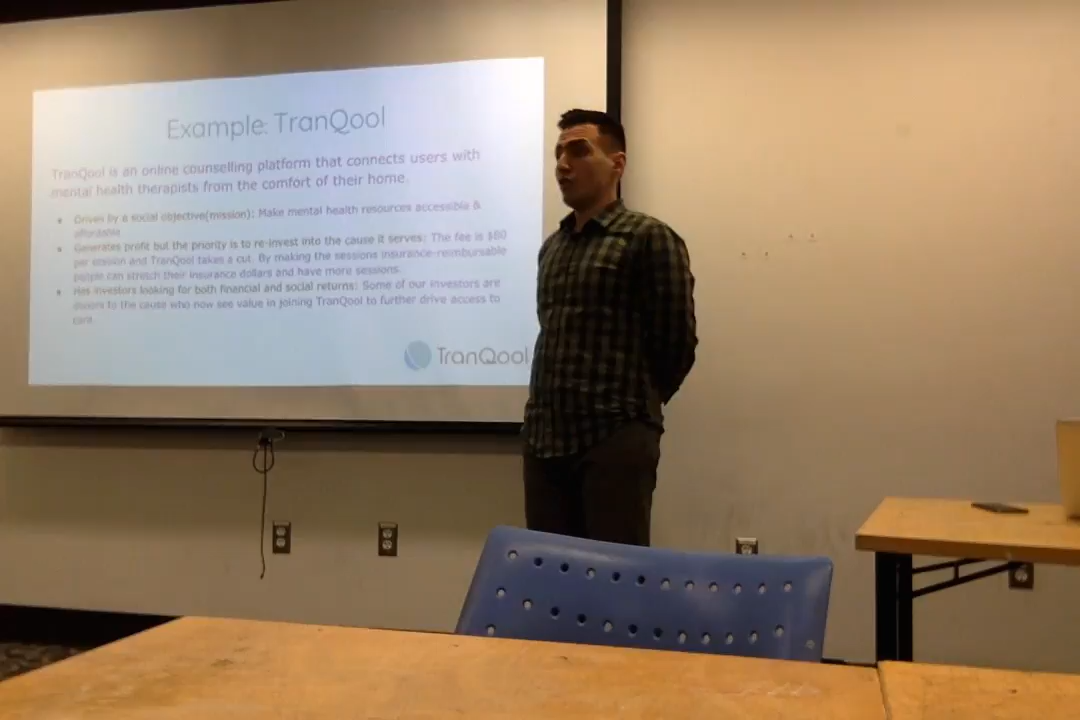 Example: TranQool
TranQool is an online counselling platform that connects users with
mental health therapists from the comfort of their home.
Driven by a social objective(mission): Make mental health resources accessible &
affordable
Generates profit but the priority is to re-invest into the cause it serves: The fee is $80
per session and TranQool takes a cut. By making the sessions insurance-reimbursable
people can stretch their insurance dollars and have more sessions.
Has investors looking for both financial and social returns: Some of our investors are
donors to the cause who now see value in joining TranQool to further drive access to
care.
TranQool